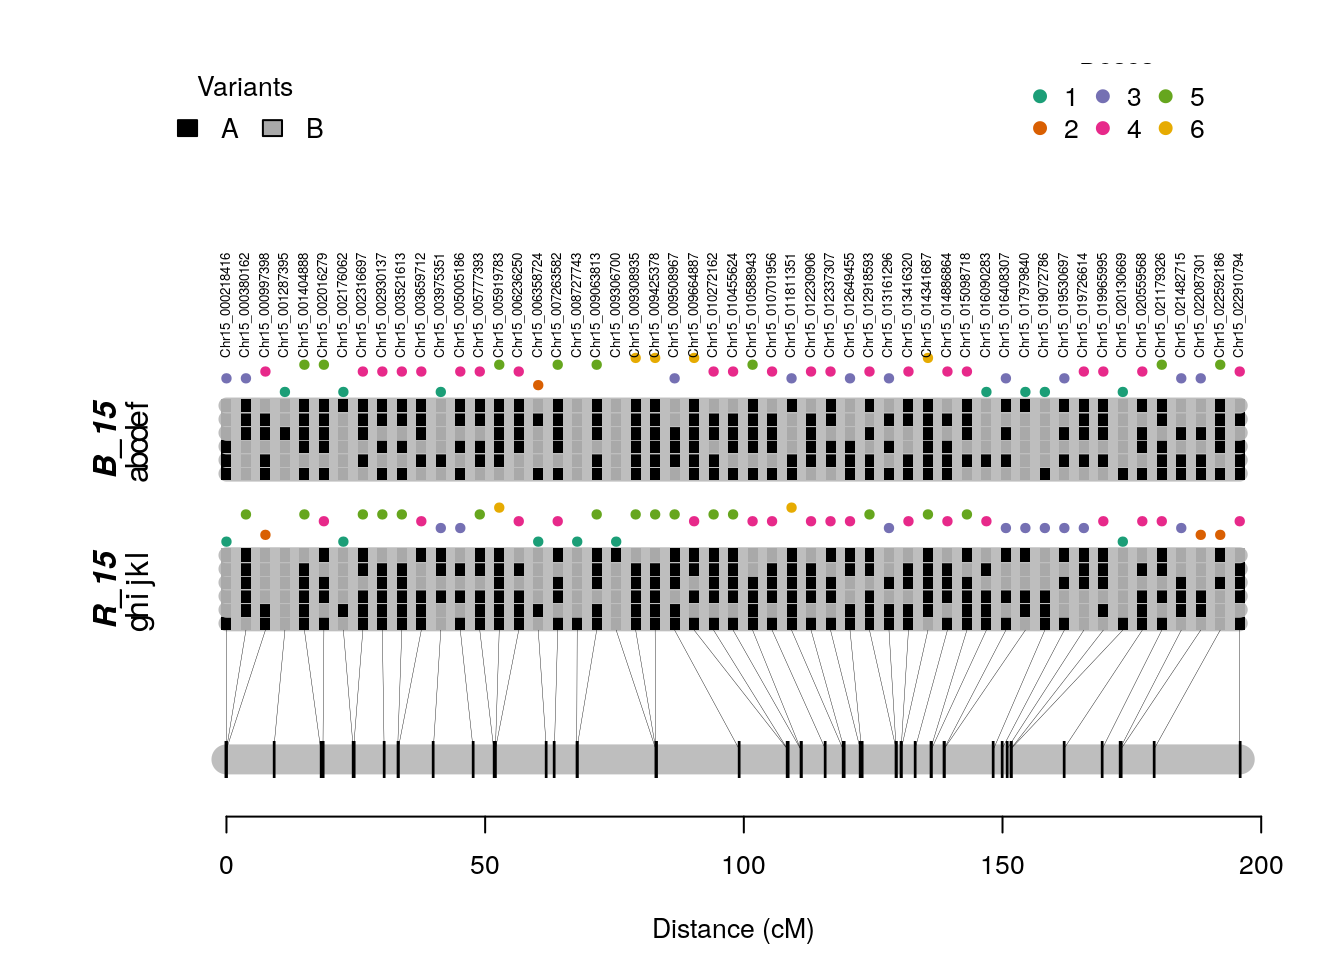 Variants
A B
1 3 5
2 4 6
Chr15_000218416
Chr15_000380162
Chr15_000997398
Chr15_001287395
Chr15_001404888
Chr15_002016279
Chr15_002176062
Chr15_002316697
Chr15_002930137
Chr15_003521613
Chr15_003659712
Chr15_003975351
Chr15_005005186
Chr15_005777393
Chr15_005919783
Chr15_006236250
Chr15_006358724
Chr15_007263582
Chr15_008727743
Chr15_009063813
Chr15_009306700
Chr15_009308935
Chr15_009425378
Chr15_009508967
Chr15_009664887
Chr15_010272162
Chr15_010455624
Chr15_010588943
Chr15_010701956
Chr15_011811351
Chr15_012230906
Chr15_012337307
Chr15_012649455
Chr15_012918593
Chr15_013161296
Chr15_013416320
Chr15_014341687
Chr15_014886864
Chr15_015098718
Chr15_016090283
Chr15_016408307
Chr15_017979840
Chr15_019072786
Chr15_019530697
Chr15_019726614
Chr15_019965995
Chr15_020130669
Chr15_020559568
Chr15_021179326
Chr15_021482715
Chr15_022087301
Chr15_022592186
Chr15_022910794
B_15
abcdef
R_15
ghijkl
0 50 100 150 200
Distance (cM)